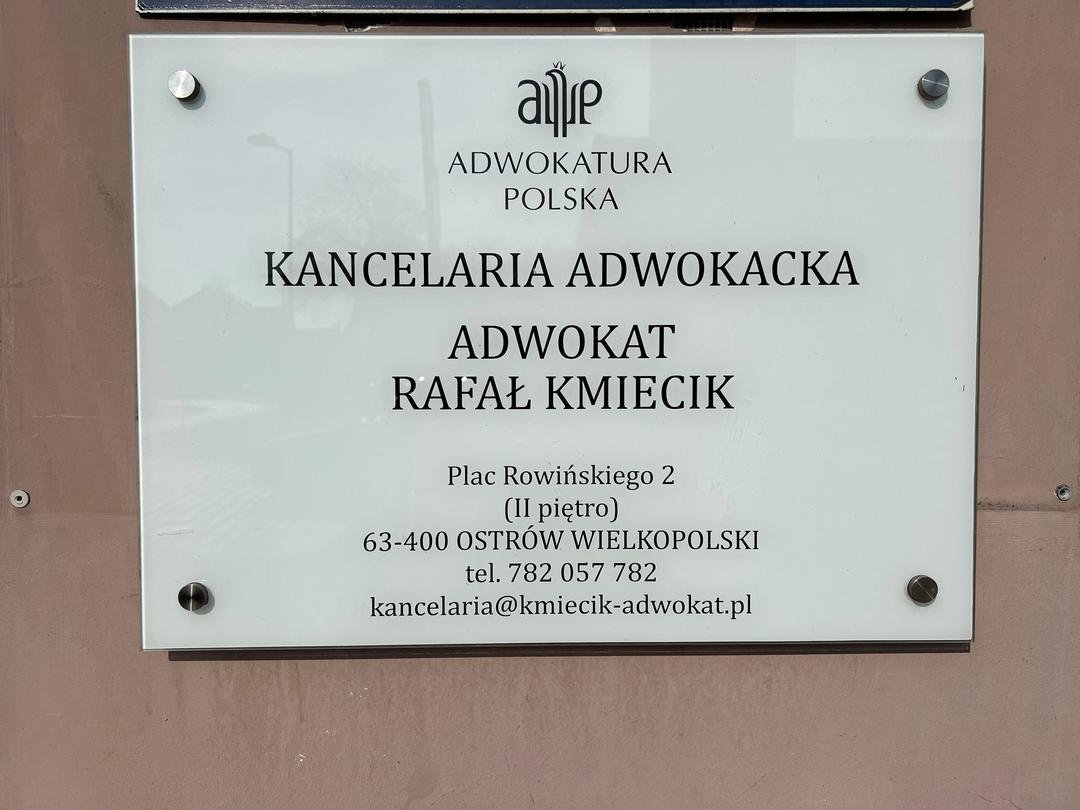 ADWOKATURA
POLSKA
KANCELARIA ADWOKACKA
ADWOKAT
RAFAŁ KMIECIK
Plac Rowińskiego 2
(II piętro)
63-400 OSTRÓW WIELKOPOLSKI
tel. 782 057 782
kancelaria@kmiecik-adwokat.pl